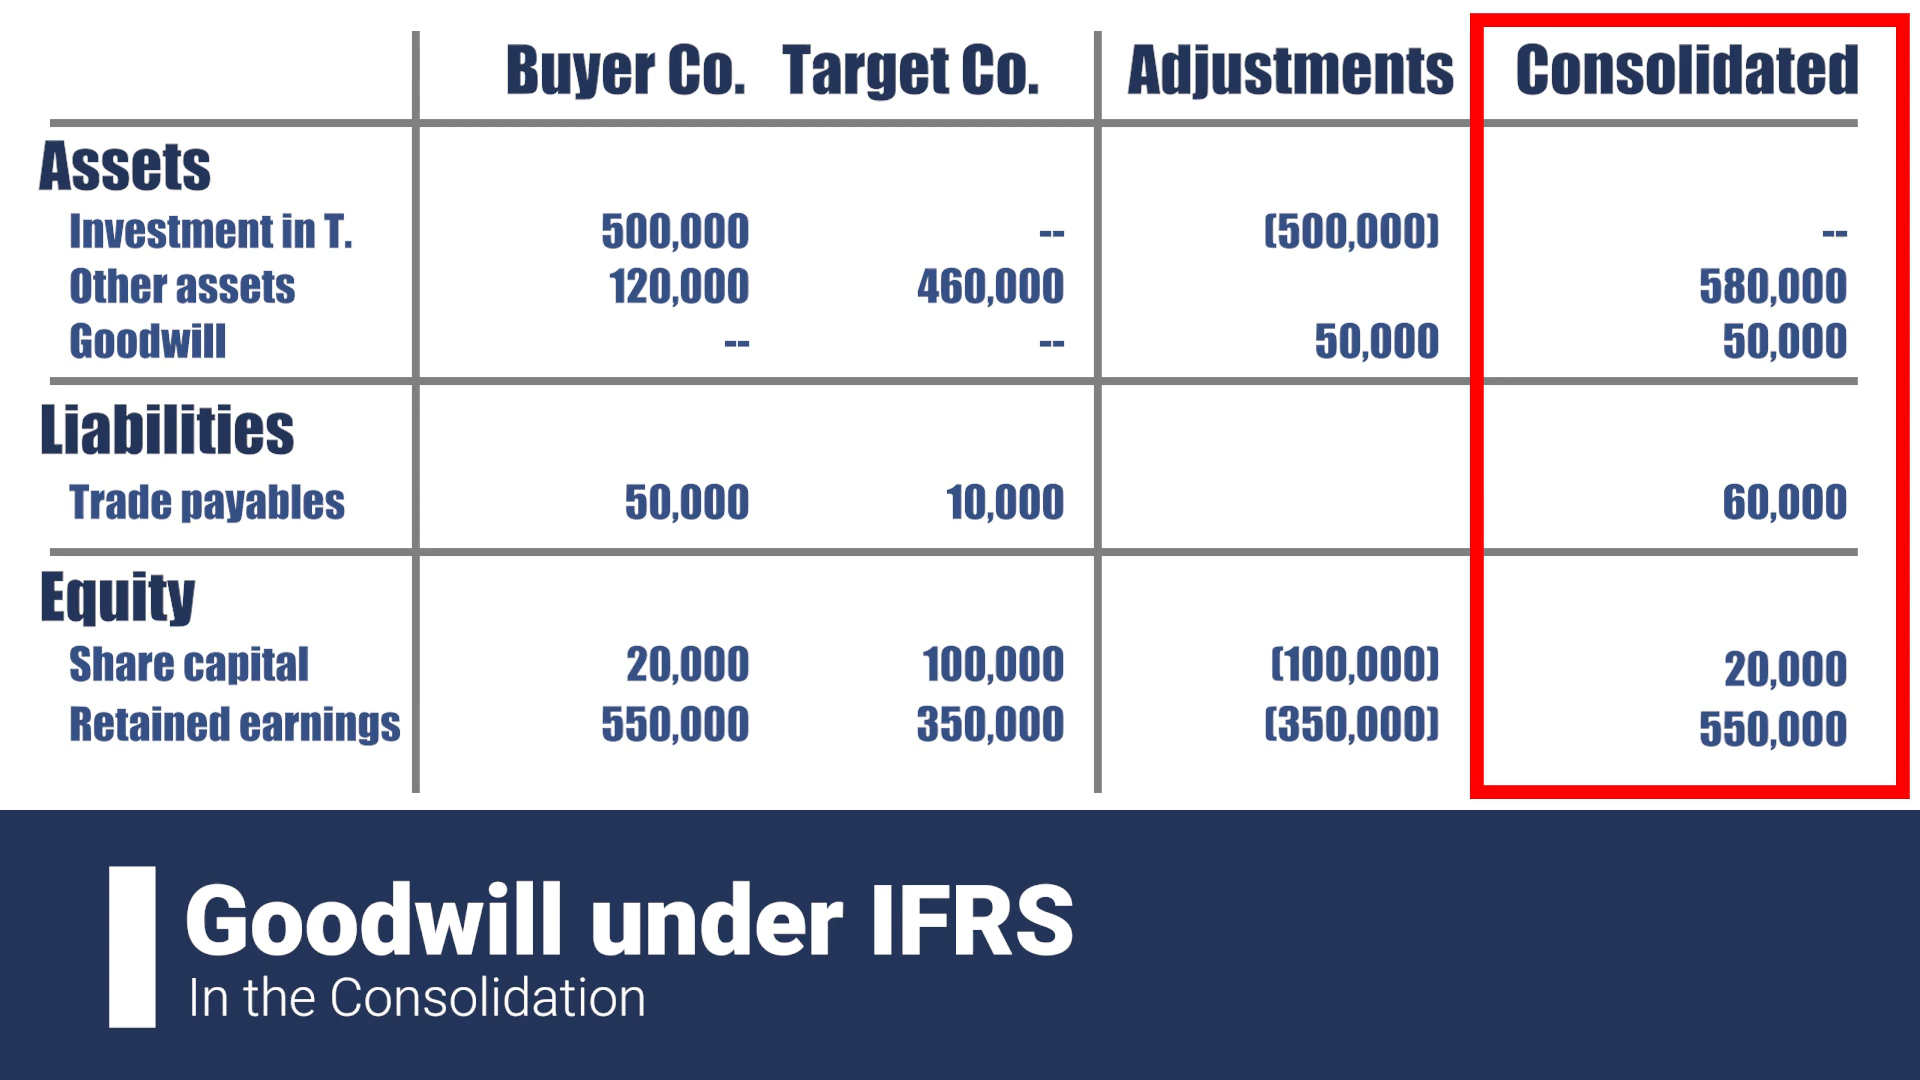 Buyer Co. Target Co. Adjustments Consolidated
Assets
Investment in T. 500,000 -- (500,000) --
Other assets 120,000 460,000 580,000
Goodwill -- -- 50,000 50,000
Liabilities
Trade payables 50,000 10,000 60,000
Equity
Share capital 20,000 100,000 (100,000) 20,000
Retained earnings 550,000 350,000 (350,000) 550,000
Goodwill under IFRS
In the Consolidation